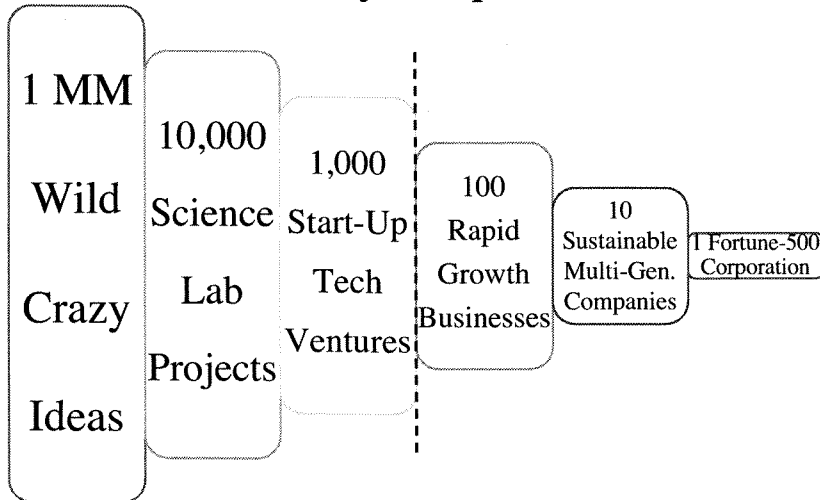 1 MM
Wild
Crazy
Ideas
10,000
Science
Lab
Projects
1,000
Start-Up
Tech
Ventures
100
Rapid
Growth
Businesses
10
Sustainable
Multi-Gen.
Companies
1 Fortune-500
Corporation